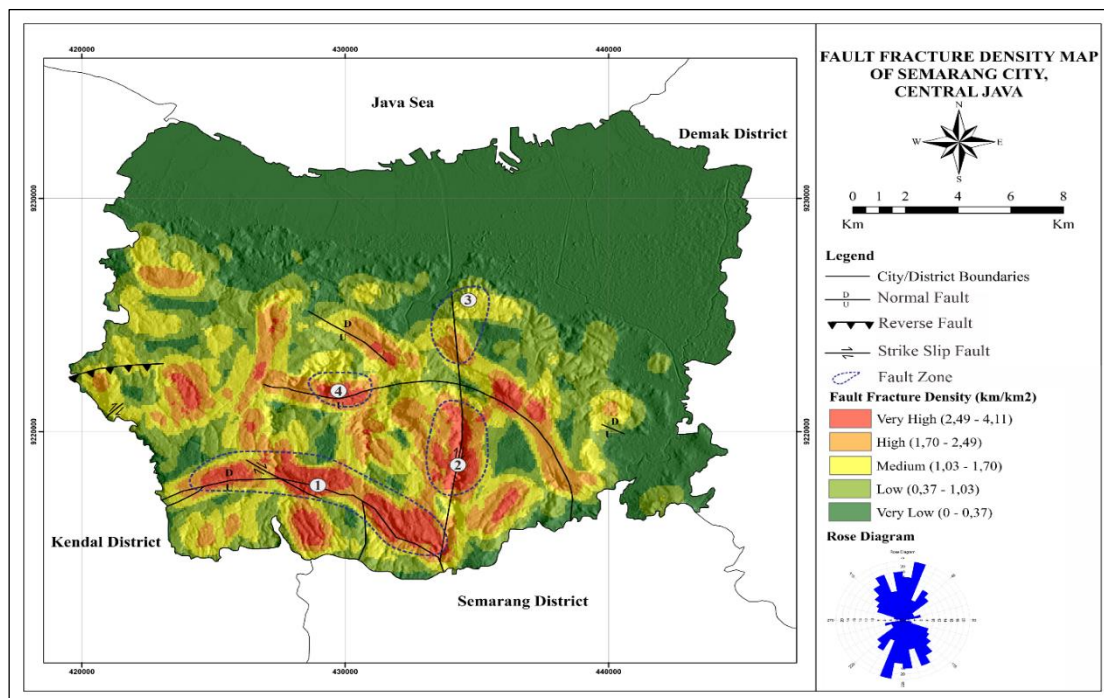 420000
430000
440000
Java Sea
Demak District
9230000
9230000
9220000
9220000
3
D
U
4
2
D
U
1
D
Kendal District
Semarang District
420000
430000
440000
FAULT FRACTURE DENSITY MAP
OF SEMARANG CITY,
CENTRAL JAVA
N
W
E
S
0 1 2 4 6 8
Km
Km
Legend
City/District Boundaries
D
U
Normal Fault
Reverse Fault
Strike Slip Fault
Fault Zone
Fault Fracture Density (km/km2)
Very High (2,49 - 4,11)
High (1,70 - 2,49)
Medium (1,03 - 1,70)
Low (0,37 - 1,03)
Very Low (0 - 0,37)
Rose Diagram